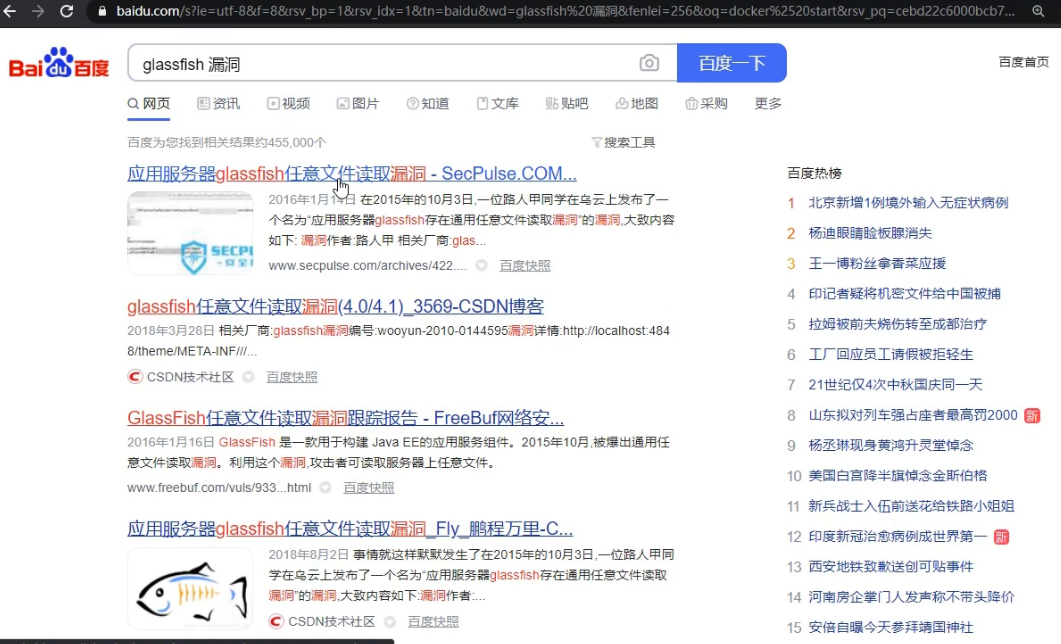 baidu.com/s?ie=utf-8&f=8&rsv_bp=1&rsv_idx=1&tn=baidu&wd=glassfish%20漏洞&fenlei=256&oq=docker%2520start&rsv_pq=cebd22c6000bcb7...
Bai du 百度
glassfish 漏洞
百度一下
百度首页
网页 资讯 视频 图片 知道 文库 贴吧 地图 采购 更多
百度为您找到相关结果约455,000个
搜索工具
应用服务器glassfish任意文件读取漏洞 - SecPulse.COM...
2016年1月14日 在2015年的10月3日,一位路人甲同学在乌云上发布了一
个名为“应用服务器glassfish存在通用任意文件读取漏洞”的漏洞,大致内容
如下: 漏洞作者:路人甲 相关厂商:glas...
www.secpulse.com/archives/422.... 百度快照
glassfish任意文件读取漏洞(4.0/4.1)_3569-CSDN博客
2018年3月28日 相关厂商:glassfish漏洞编号:wooyun-2010-0144595漏洞详情:http://localhost:484
8/theme/META-INF///...
CSDN技术社区 百度快照
GlassFish任意文件读取漏洞跟踪报告 - FreeBuf网络安...
2016年1月16日 GlassFish 是一款用于构建 Java EE的应用服务组件。2015年10月,被爆出通用任
意文件读取漏洞。利用这个漏洞,攻击者可读取服务器上任意文件。
www.freebuf.com/vuls/933...html 百度快照
应用服务器glassfish任意文件读取漏洞_Fly_鹏程万里-C...
2018年8月2日 事情就这样默默发生了在2015年的10月3日,一位路人甲同
学在乌云上发布了一个名为“应用服务器glassfish存在通用任意文件读取
漏洞”的漏洞,大致内容如下:漏洞作者:...
CSDN技术社区 百度快照
百度热榜
1 北京新增1例境外输入无症状病例
2 杨迪眼睛睑板腺消失
3 王一博粉丝拿香菜应援
4 印记者疑将机密文件给中国被捕
5 拉姆被前夫烧伤转至成都治疗
6 工厂回应员工请假被拒轻生
7 21世纪仅4次中秋国庆同一天
8 山东拟对列车强占座者最高罚2000 新
9 杨丞琳现身黄鸿升灵堂悼念
10 美国白宫降半旗悼念金斯伯格
11 新兵战士入伍前送花给铁路小姐姐
12 印度新冠治愈病例成世界第一 新
13 西安地铁致歉送创可贴事件
14 河南房企掌门人发声称不带头降价
15 安倍自曝今天参拜靖国神社